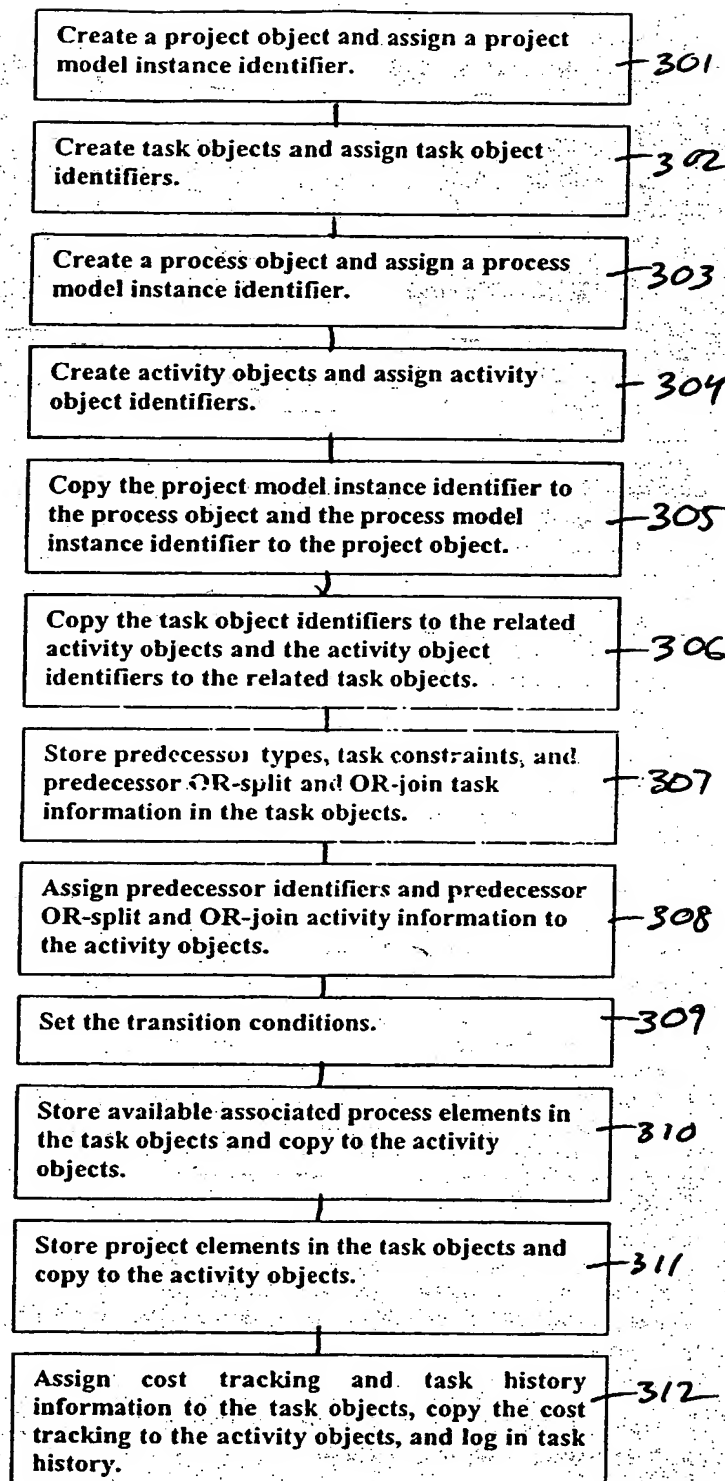 Create a project object and assign a project
model instance identifier.
301
Create task objects and assign task object
identifiers.
302
Create a process object and assign a process
model instance identifier.
303
Create activity objects and assign activity
object identifiers.
304
Copy the project model instance identifier to
the process object and the process model
instance identifier to the project object.
305
Copy the task object identifiers to the related
activity objects and the activity object
identifiers to the related task objects.
306
Store predecessor types, task constraints, and
predecessor OR-split and OR-join task
information in the task objects.
307
Assign predecessor identifiers and predecessor
OR-split and OR-join activity information to
the activity objects.
308
Set the transition conditions.
309
Store available associated process elements in
the task objects and copy to the activity
objects.
310
Store project elements in the task objects and
copy to the activity objects.
311
Assign cost tracking and task history
information to the task objects, copy the cost
tracking to the activity objects, and log in task
history.
312